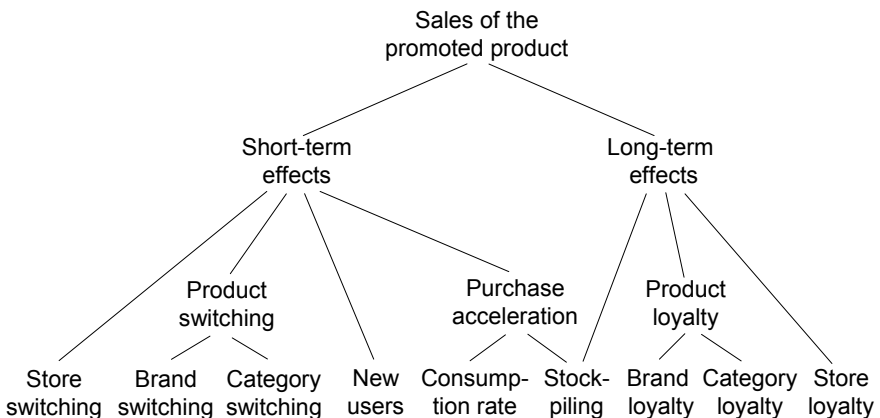 Sales of the
promoted product
Short-term
effects
Long-term
effects
Product
switching
Purchase
acceleration
Product
loyalty
Store
switching
Brand
switching
Category
switching
New
users
Consump-
tion rate
Stock-
piling
Brand
loyalty
Category
loyalty
Store
loyalty